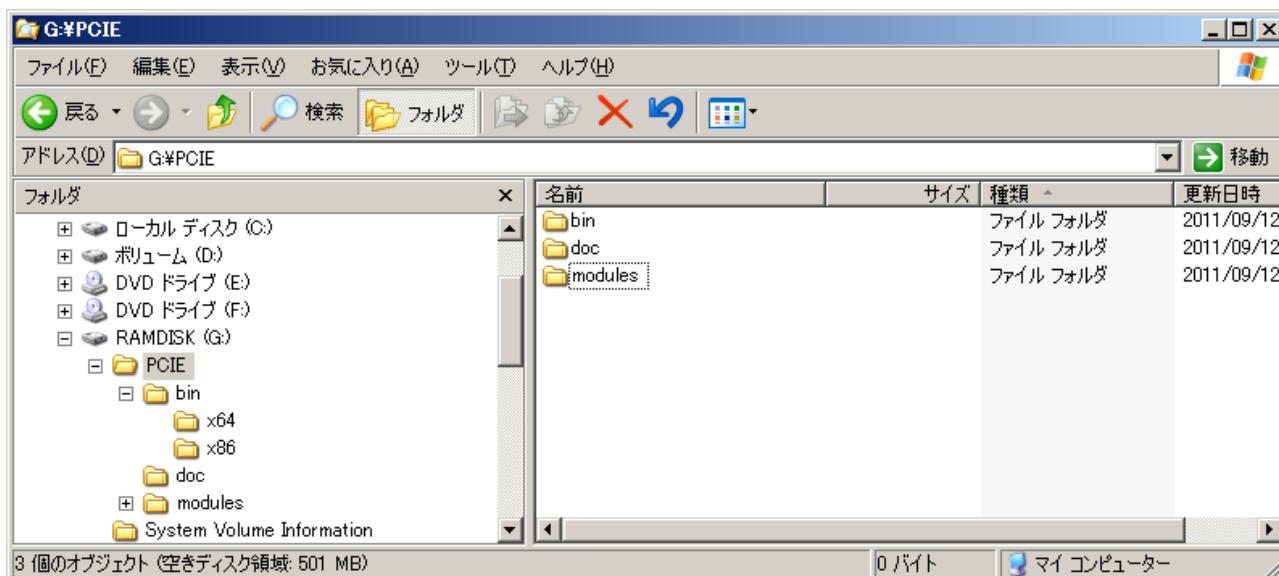 G:¥PCIE
ファイル(F) 編集(E) 表示(V) お気に入り(A) ツール(T) ヘルプ(H)
戻る 検索 フォルダ
アドレス(D) G:¥PCIE 移動
フォルダ
ローカル ディスク (C:)
ボリューム (D:)
DVD ドライブ (E:)
DVD ドライブ (F:)
RAMDISK (G:)
PCIE
bin
x64
x86
doc
modules
System Volume Information
名前 サイズ 種類 更新日時
bin ファイル フォルダ 2011/09/12
doc ファイル フォルダ 2011/09/12
modules ファイル フォルダ 2011/09/12
3 個のオブジェクト (空きディスク領域: 501 MB) 0 バイト マイ コンピューター